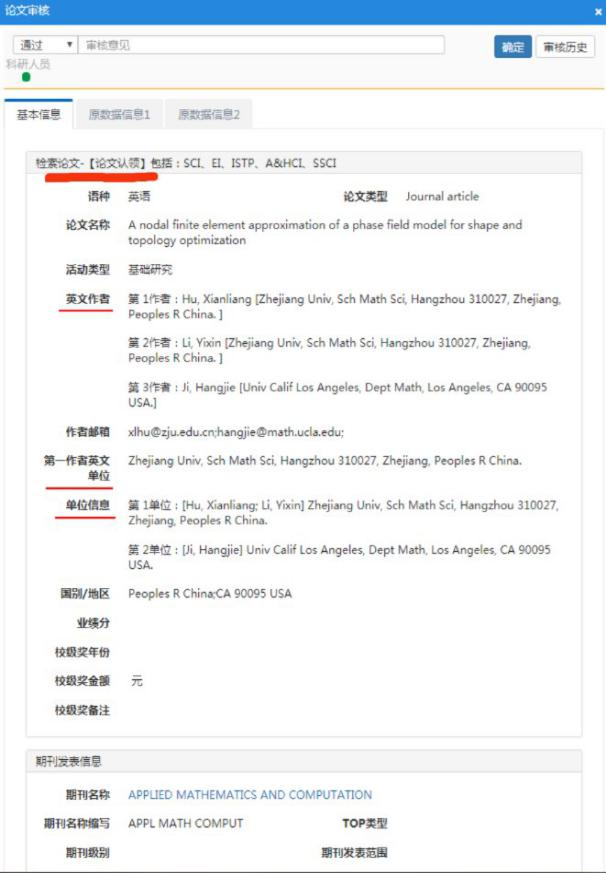 论文审核 ×
通过 ▼ 审核意见 确定 审核历史
科研人员
基本信息 原数据信息1 原数据信息2
检索论文-【论文认领】包括：SCI、EI、ISTP、A&HCI、SSCI
语种 英语 论文类型 Journal article
论文名称 A nodal finite element approximation of a phase field model for shape and
topology optimization
活动类型 基础研究
英文作者 第 1作者：Hu, Xianliang [Zhejiang Univ, Sch Math Sci, Hangzhou 310027, Zhejiang,
Peoples R China. ]
第 2作者：Li, Yixin [Zhejiang Univ, Sch Math Sci, Hangzhou 310027, Zhejiang,
Peoples R China. ]
第 3作者：Ji, Hangjie [Univ Calif Los Angeles, Dept Math, Los Angeles, CA 90095
USA.]
作者邮箱 xlhu@zju.edu.cn;hangjie@math.ucla.edu;
第一作者英文 Zhejiang Univ, Sch Math Sci, Hangzhou 310027, Zhejiang, Peoples R China.
单位
单位信息 第 1单位：[Hu, Xianliang; Li, Yixin] Zhejiang Univ, Sch Math Sci, Hangzhou 310027,
Zhejiang, Peoples R China.
第 2单位：[Ji, Hangjie] Univ Calif Los Angeles, Dept Math, Los Angeles, CA 90095
USA.
国别/地区 Peoples R China;CA 90095 USA
业绩分
校级奖年份
校级奖金额 元
校级奖备注
期刊发表信息
期刊名称 APPLIED MATHEMATICS AND COMPUTATION
期刊名称缩写 APPL MATH COMPUT TOP类型
期刊级别 期刊发表范围